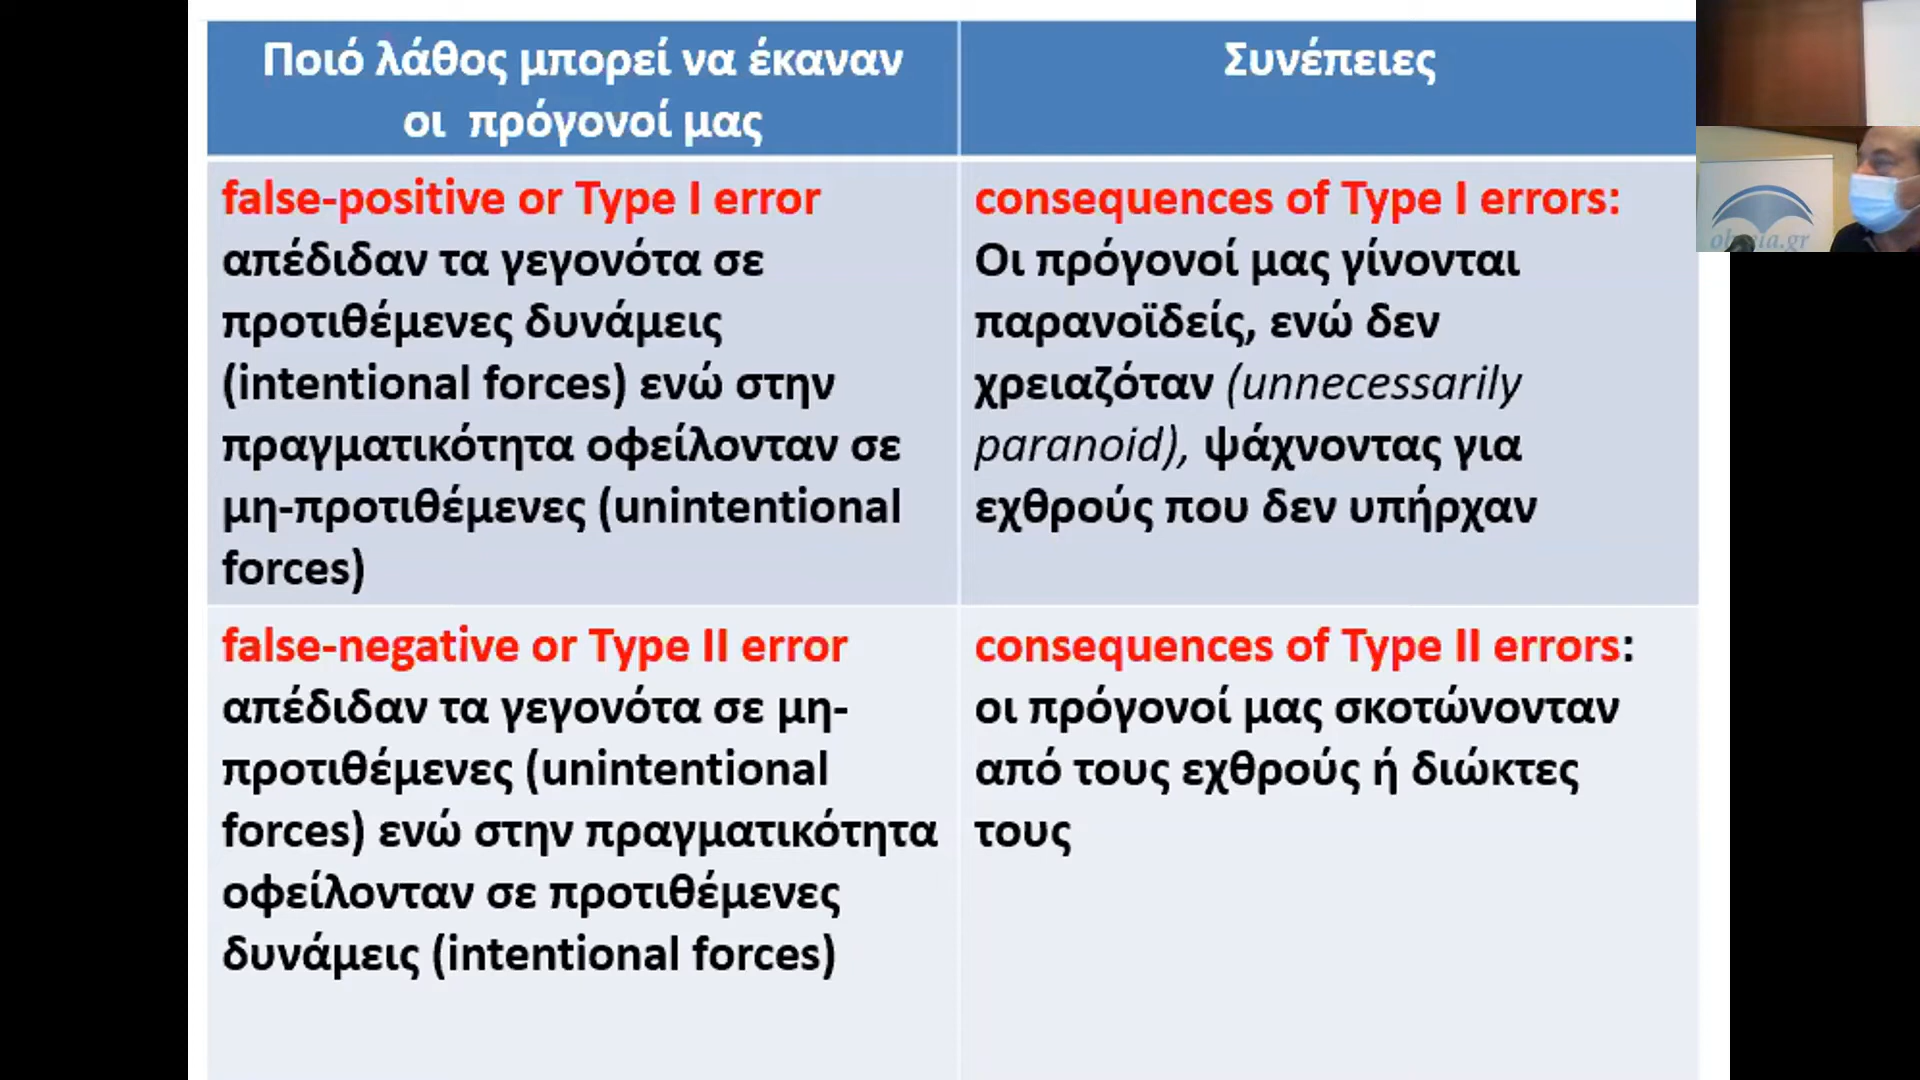 Ποιό λάθος μπορεί να έκαναν
οι πρόγονοί μας
Συνέπειες
false-positive or Type I error
απέδιδαν τα γεγονότα σε
προτιθέμενες δυνάμεις
(intentional forces) ενώ στην
πραγματικότητα οφείλονταν σε
μη-προτιθέμενες (unintentional
forces)
consequences of Type I errors:
Οι πρόγονοί μας γίνονται
παρανοϊδείς, ενώ δεν
χρειαζόταν (unnecessarily
paranoid), ψάχνοντας για
εχθρούς που δεν υπήρχαν
false-negative or Type II error
απέδιδαν τα γεγονότα σε μη-
προτιθέμενες (unintentional
forces) ενώ στην πραγματικότητα
οφείλονταν σε προτιθέμενες
δυνάμεις (intentional forces)
consequences of Type II errors:
οι πρόγονοί μας σκοτώνονταν
από τους εχθρούς ή διώκτες
τους